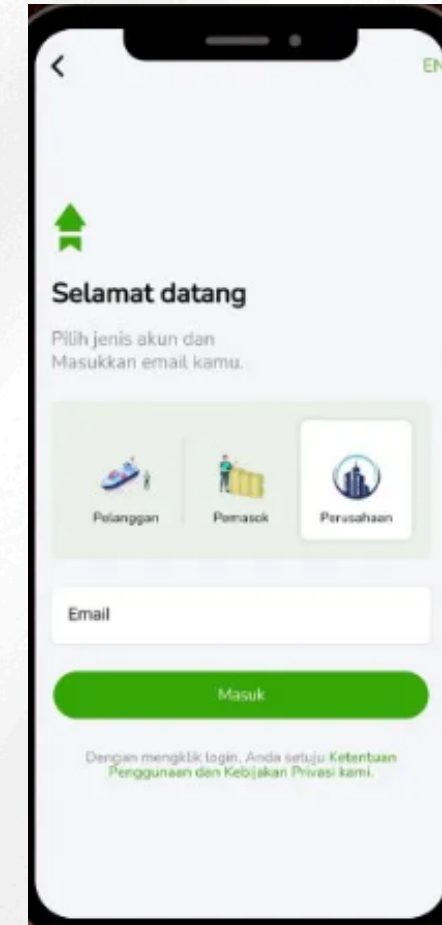 EN
Selamat datang
Pilih jenis akun dan
Masukkan email kamu.
Pelanggan
Pemasok
Perusahaan
Email
Masuk
Dengan mengklik login, Anda setuju Ketentuan
Penggunaan dan Kebijakan Privasi kami.